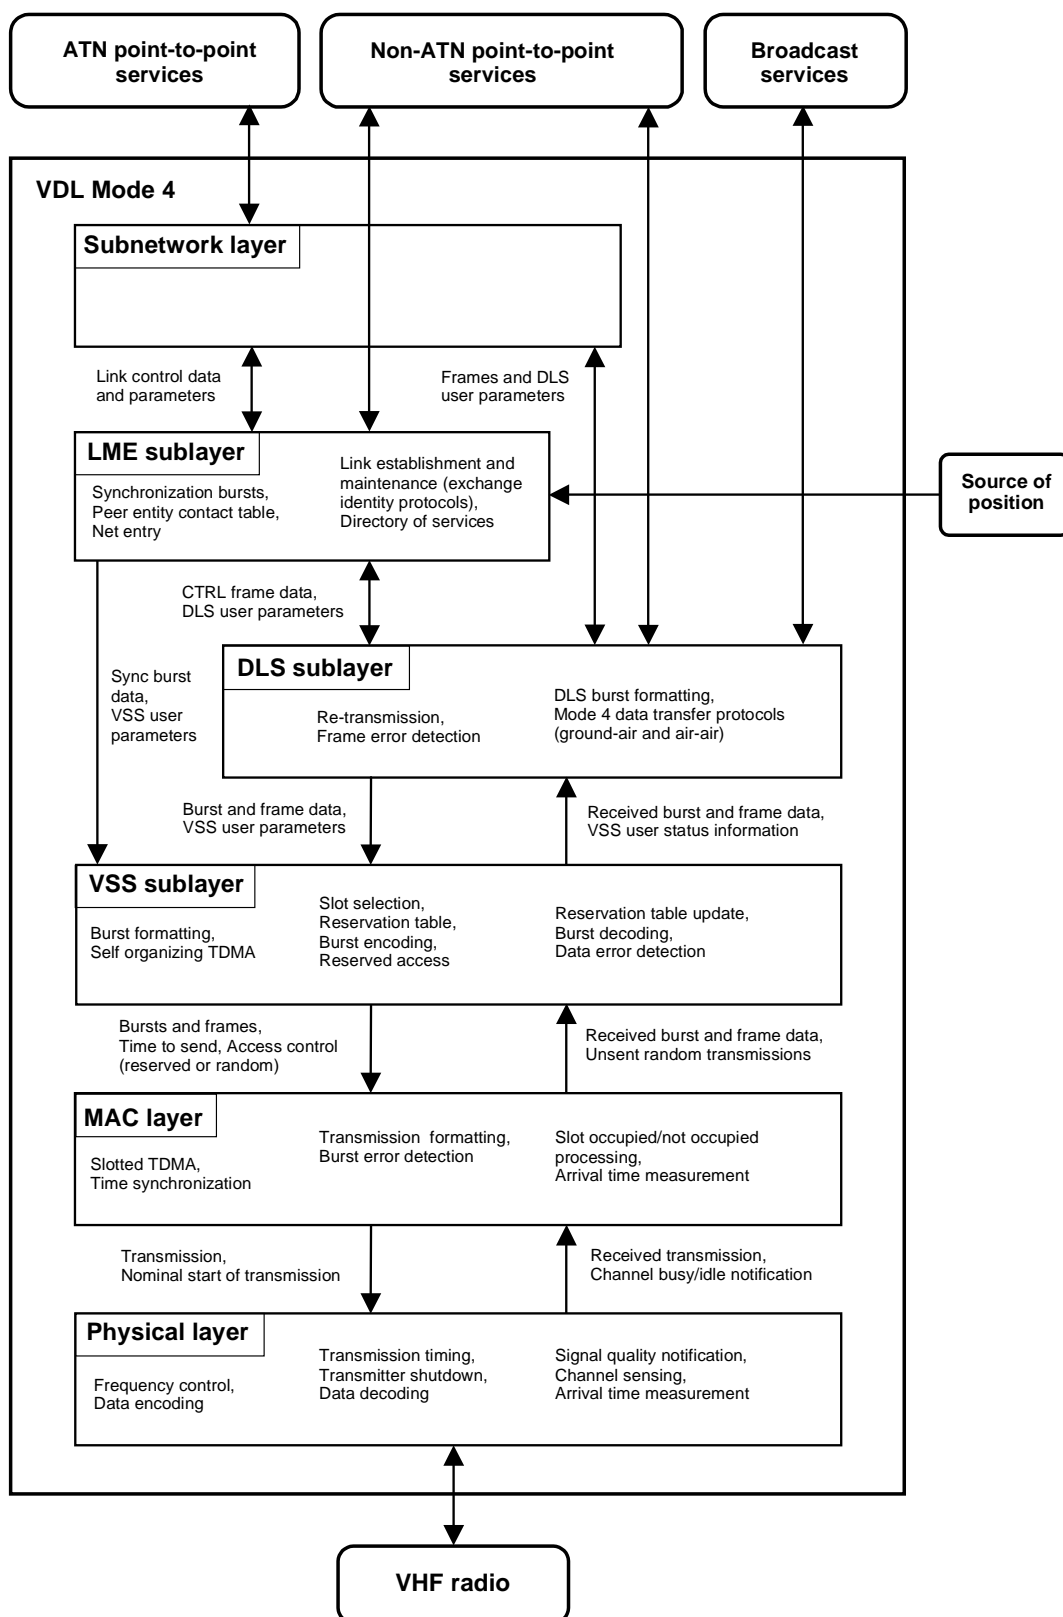 ATN point-to-point
services
Non-ATN point-to-point
services
Broadcast
services
VDL Mode 4
Subnetwork layer
Link control data
and parameters
Frames and DLS
user parameters
LME sublayer
Synchronization bursts,
Peer entity contact table,
Net entry
Link establishment and
maintenance (exchange
identity protocols),
Directory of services
Source of
position
CTRL frame data,
DLS user parameters
Sync burst
data,
VSS user
parameters
DLS sublayer
Re-transmission,
Frame error detection
DLS burst formatting,
Mode 4 data transfer protocols
(ground-air and air-air)
Burst and frame data,
VSS user parameters
Received burst and frame data,
VSS user status information
VSS sublayer
Burst formatting,
Self organizing TDMA
Slot selection,
Reservation table,
Burst encoding,
Reserved access
Reservation table update,
Burst decoding,
Data error detection
Bursts and frames,
Time to send, Access control
(reserved or random)
Received burst and frame data,
Unsent random transmissions
MAC layer
Slotted TDMA,
Time synchronization
Transmission  formatting,
Burst error detection
Slot occupied/not occupied
processing,
Arrival time measurement
Transmission,
Nominal start of transmission
Received transmission,
Channel busy/idle notification
Physical layer
Frequency control,
Data encoding
Transmission timing,
Transmitter shutdown,
Data decoding
Signal quality notification,
Channel sensing,
Arrival time measurement
VHF radio